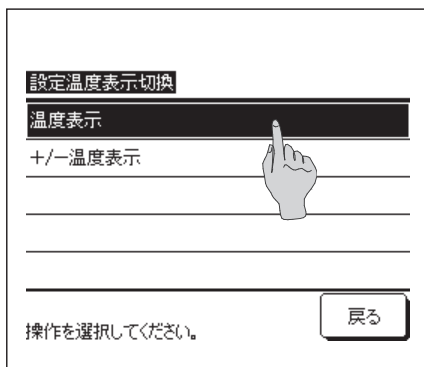 設定温度表示切換
温度表示
+/−温度表示
操作を選択してください。
戻る